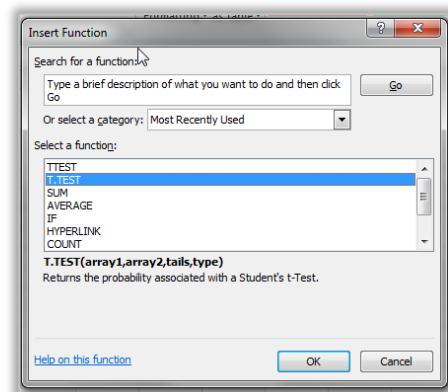 Insert Function
Search for a function:
Type a brief description of what you want to do and then click
Go
Go
Or select a category: Most Recently Used
Select a function:
TTEST
T.TEST
SUM
AVERAGE
IF
HYPERLINK
COUNT
T.TEST(array1,array2,tails,type)
Returns the probability associated with a Student's t-Test.
Help on this function
OK
Cancel